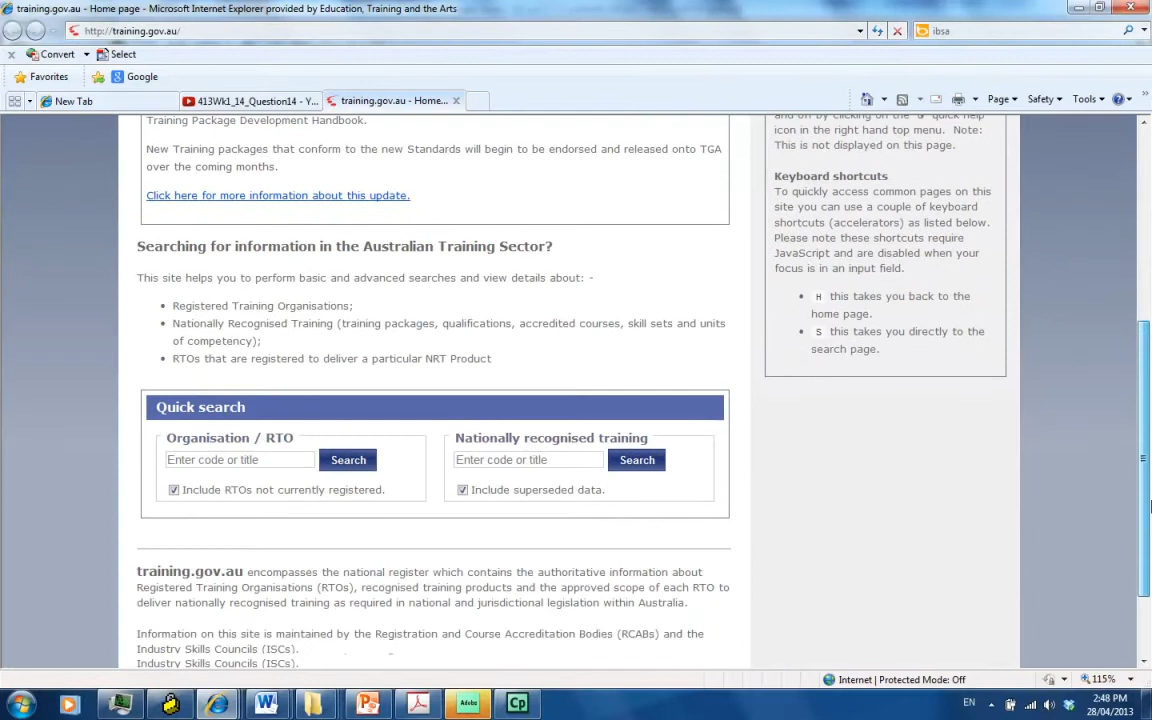 training.gov.au - Home page - Microsoft Internet Explorer provided by Education, Training and the Arts
http://training.gov.au/
ibsa
x Convert Select
Favorites Google
New Tab
413Wk1_14_Question14 - Y...
training.gov.au - Home... x
Page Safety Tools
Training Package Development Handbook.
New Training packages that conform to the new Standards will begin to be endorsed and released onto TGA
over the coming months.
Click here for more information about this update.
Searching for information in the Australian Training Sector?
This site helps you to perform basic and advanced searches and view details about: -
• Registered Training Organisations;
• Nationally Recognised Training (training packages, qualifications, accredited courses, skill sets and units
of competency);
• RTOs that are registered to deliver a particular NRT Product
Quick search
Organisation / RTO
Enter code or title Search
Include RTOs not currently registered.
Nationally recognised training
Enter code or title Search
Include superseded data.
training.gov.au encompasses the national register which contains the authoritative information about
Registered Training Organisations (RTOs), recognised training products and the approved scope of each RTO to
deliver nationally recognised training as required in national and jurisdictional legislation within Australia.
Information on this site is maintained by the Registration and Course Accreditation Bodies (RCABs) and the
Industry Skills Councils (ISCs).
Industry Skills Councils (ISCs).
icon in the right hand top menu. Note:
This is not displayed on this page.
Keyboard shortcuts
To quickly access common pages on this
site you can use a couple of keyboard
shortcuts (accelerators) as listed below.
Please note these shortcuts require
JavaScript and are disabled when your
focus is in an input field.
• H this takes you back to the
home page.
• S this takes you directly to the
search page.
Internet | Protected Mode: Off
115%
Adobe
Cp
EN
2:48 PM
28/04/2013